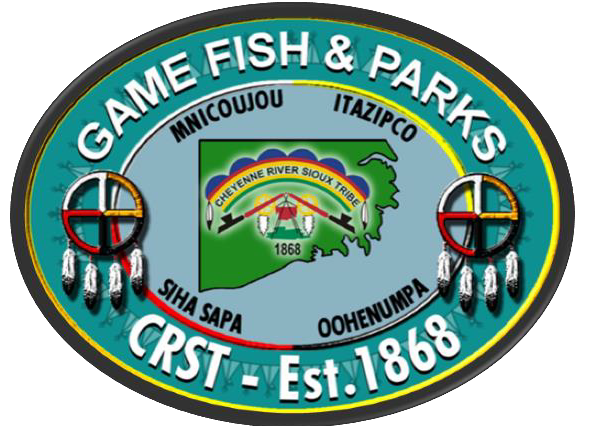 GAME FISH & PARKS
MNICOUJOU
ITAZIPCO
CHEYENNE RIVER SIOUX TRIBE
1868
SIHA SAPA
OOHENUMPA
CRST - Est.1868